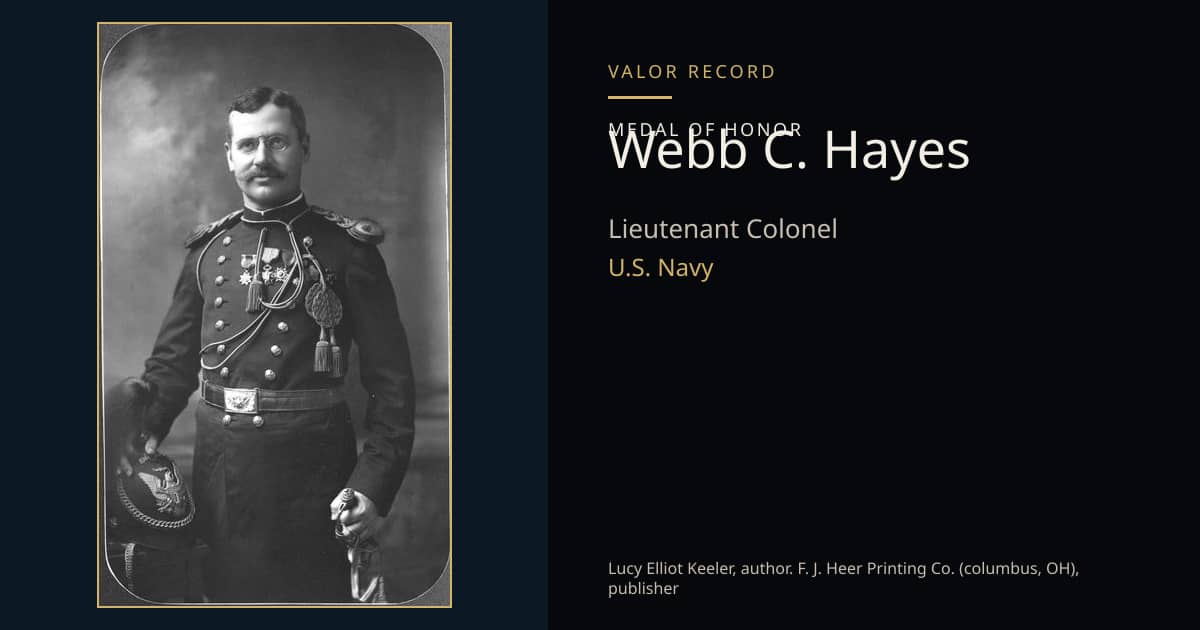 VALOR RECORD
MEDAL OF HONOR
Webb C. Hayes
Lieutenant Colonel
U.S. Navy
Lucy Elliot Keeler, author. F. J. Heer Printing Co. (columbus, OH),
publisher